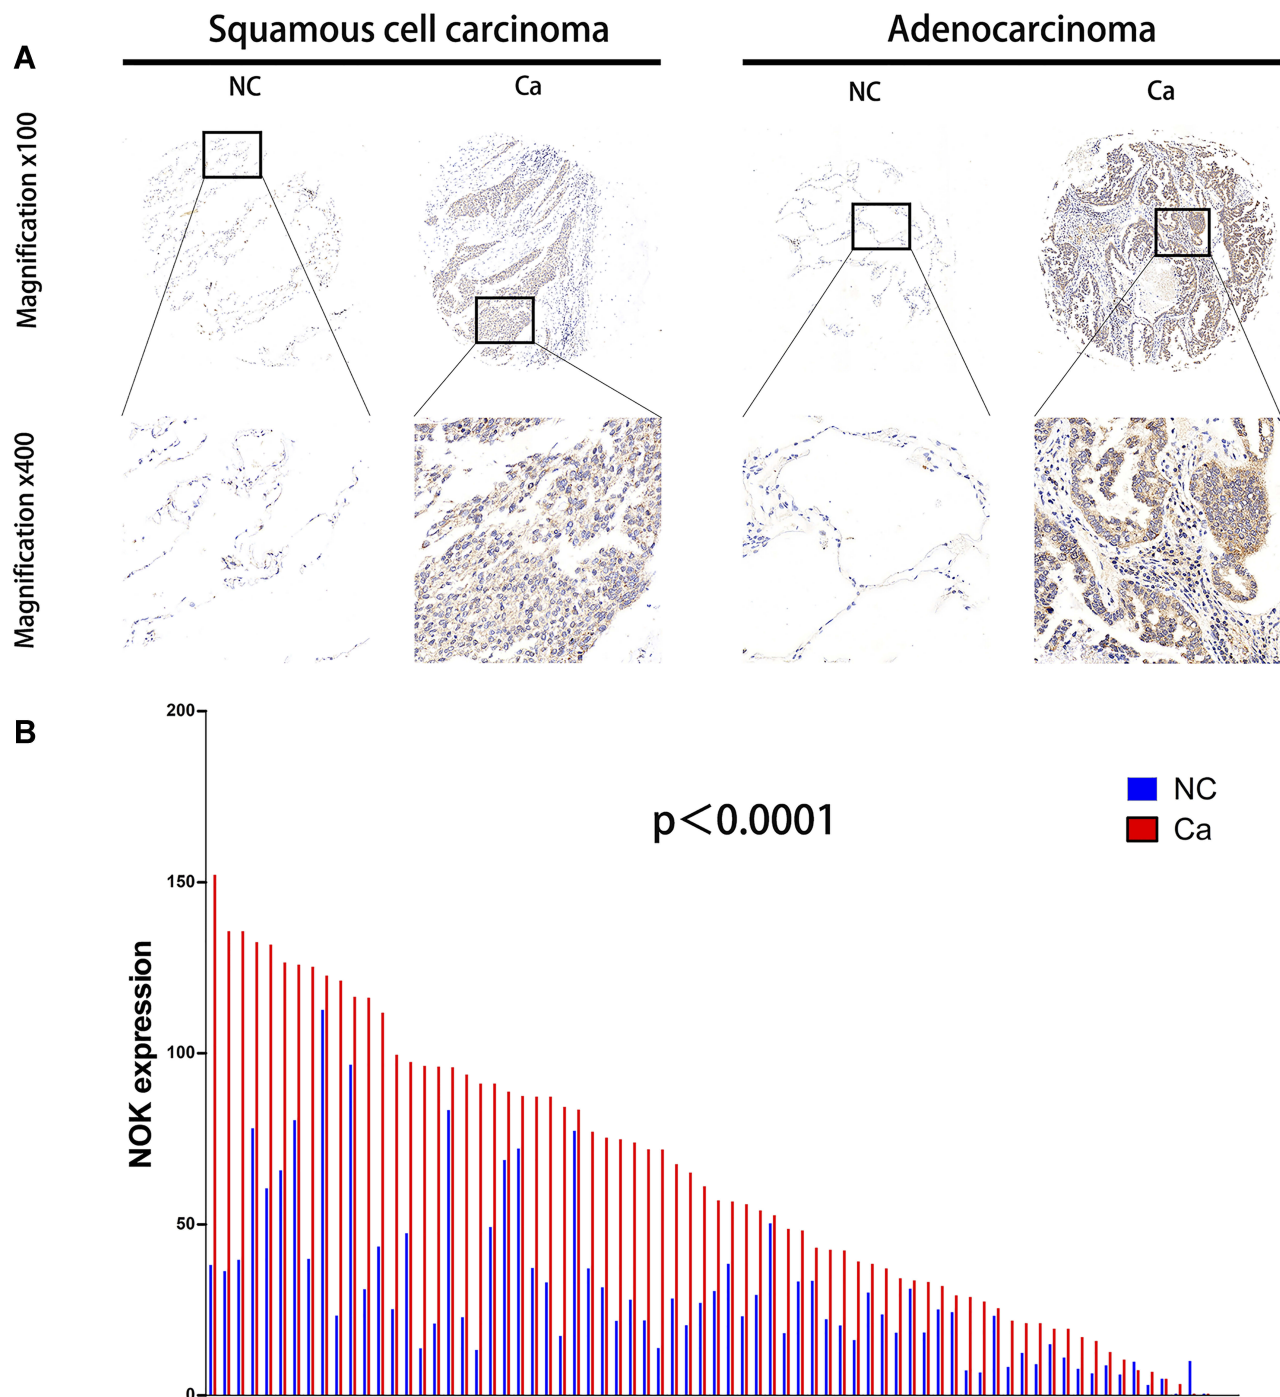 A
Squamous cell carcinoma
Adenocarcinoma
NC
Ca
NC
Ca
Magnification x100
Magnification x400
B
200
150
100
50
0
NOK expression
p<0.0001
NC
Ca